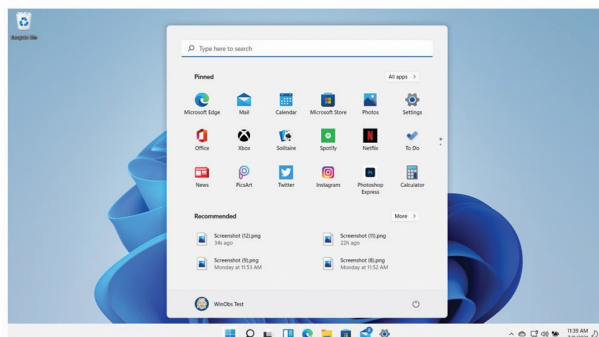 Recycle Bin
Type here to search
Pinned
All apps >
Microsoft Edge
Mail
Calendar
Microsoft Store
Photos
Settings
Office
Xbox
Solitaire
Spotify
Netflix
To Do
News
PicsArt
Twitter
Instagram
Photoshop
Express
Calculator
Recommended
More >
Screenshot (12).png
34s ago
Screenshot (11).png
22h ago
Screenshot (9).png
Monday at 11:53 AM
Screenshot (8).png
Monday at 11:52 AM
WinObs Test
11:39 AM